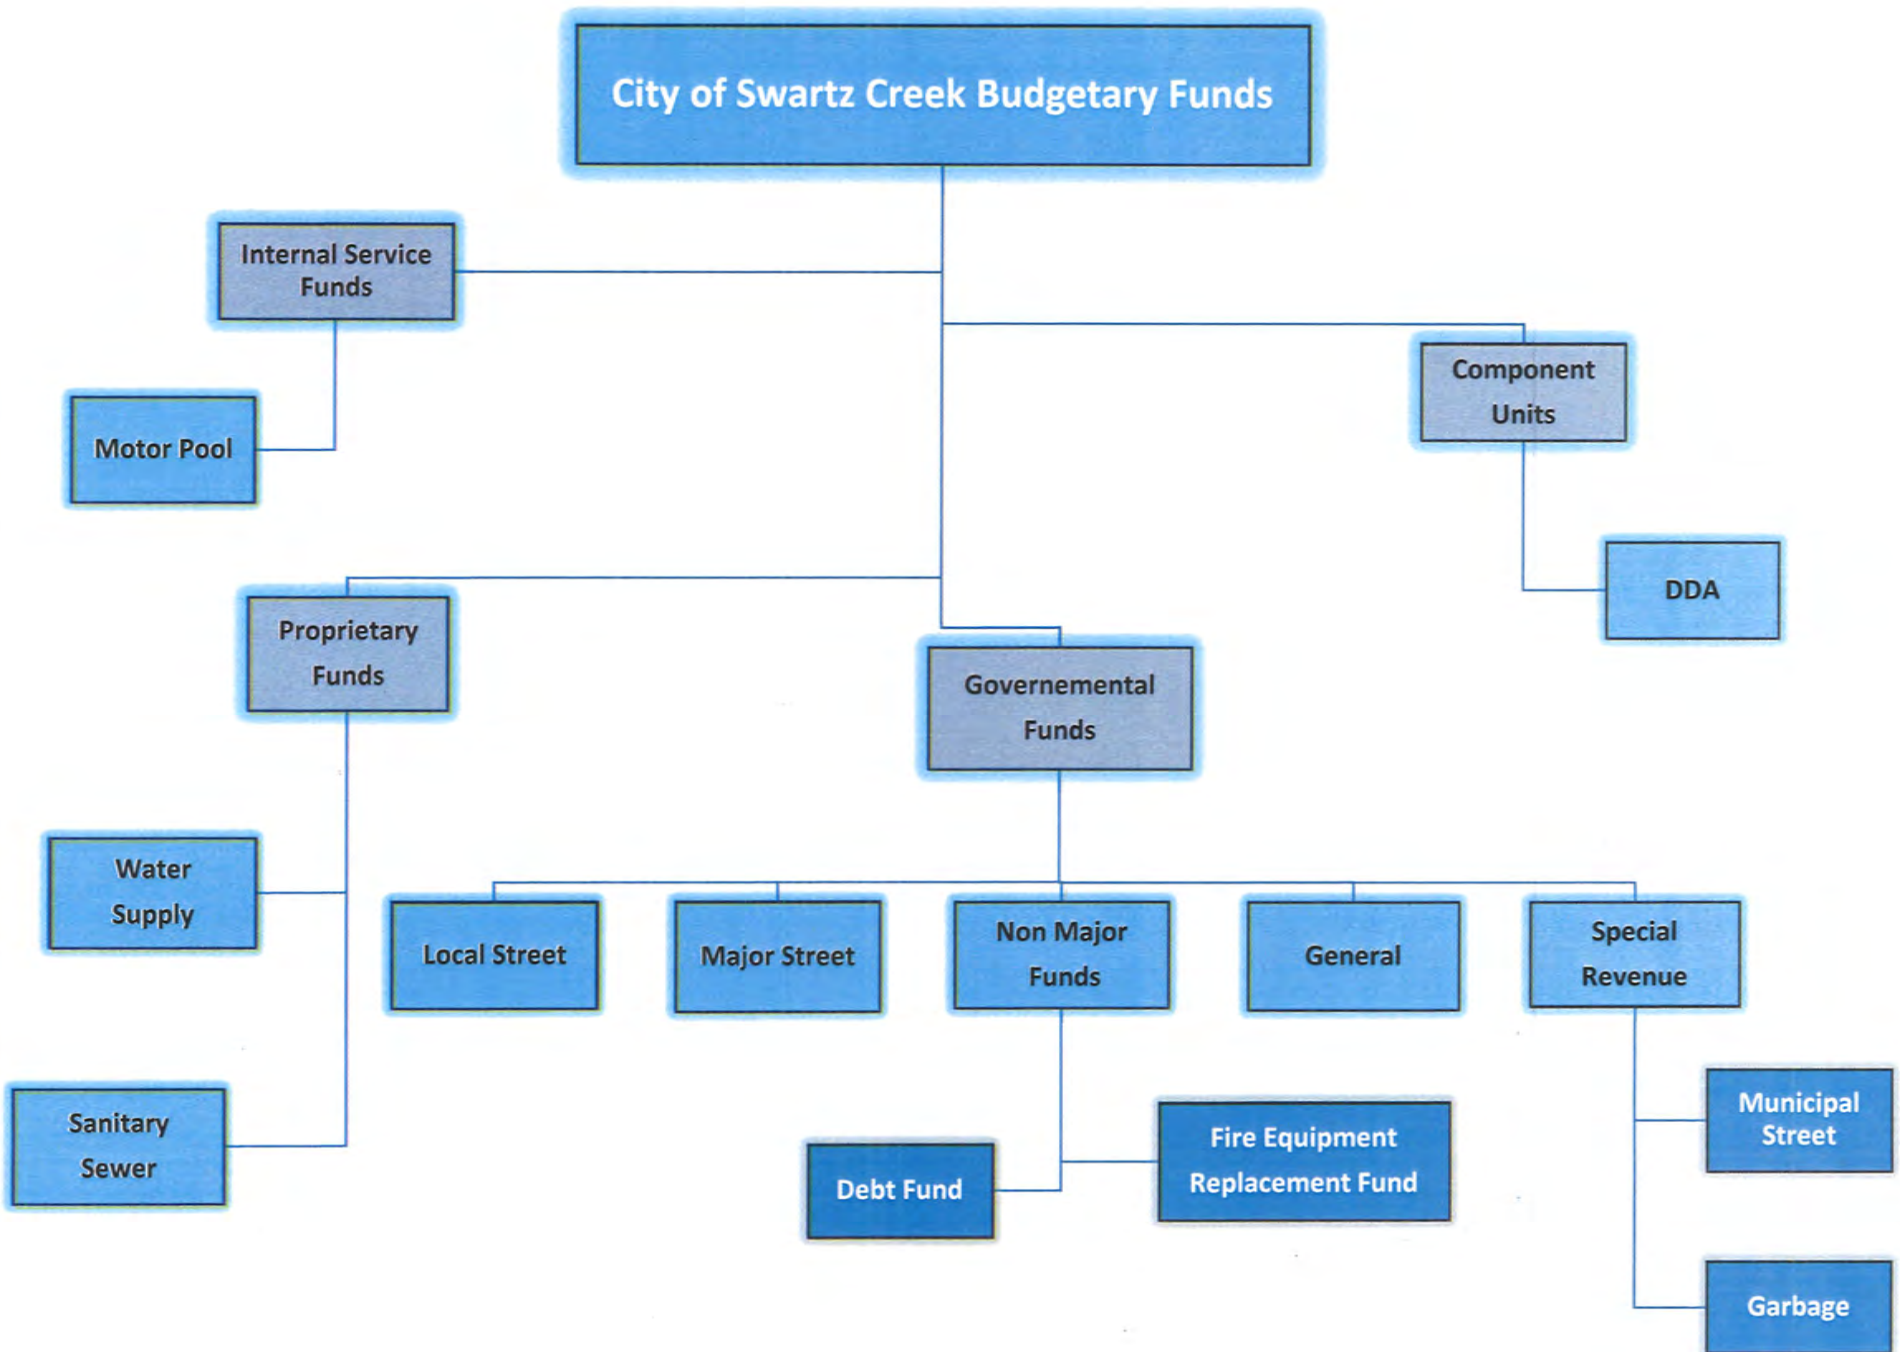 City of Swartz Creek Budgetary Funds
Internal Service
Funds
Component
Units
Motor Pool
DDA
Proprietary
Funds
Governemental
Funds
Water
Supply
Local Street
Major Street
Non Major
Funds
General
Special
Revenue
Sanitary
Sewer
Debt Fund
Fire Equipment
Replacement Fund
Municipal
Street
Garbage